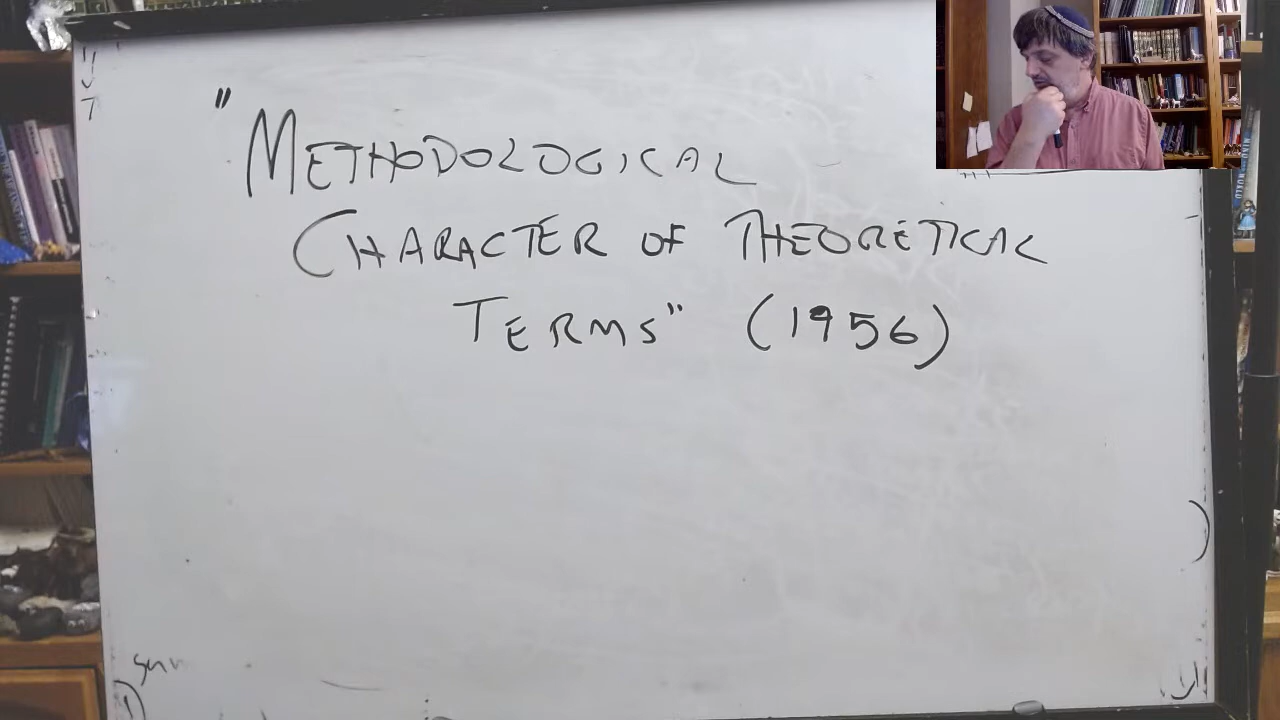 "METHODOLOGICAL
CHARACTER OF THEORETICAL
TERMS" (1956)